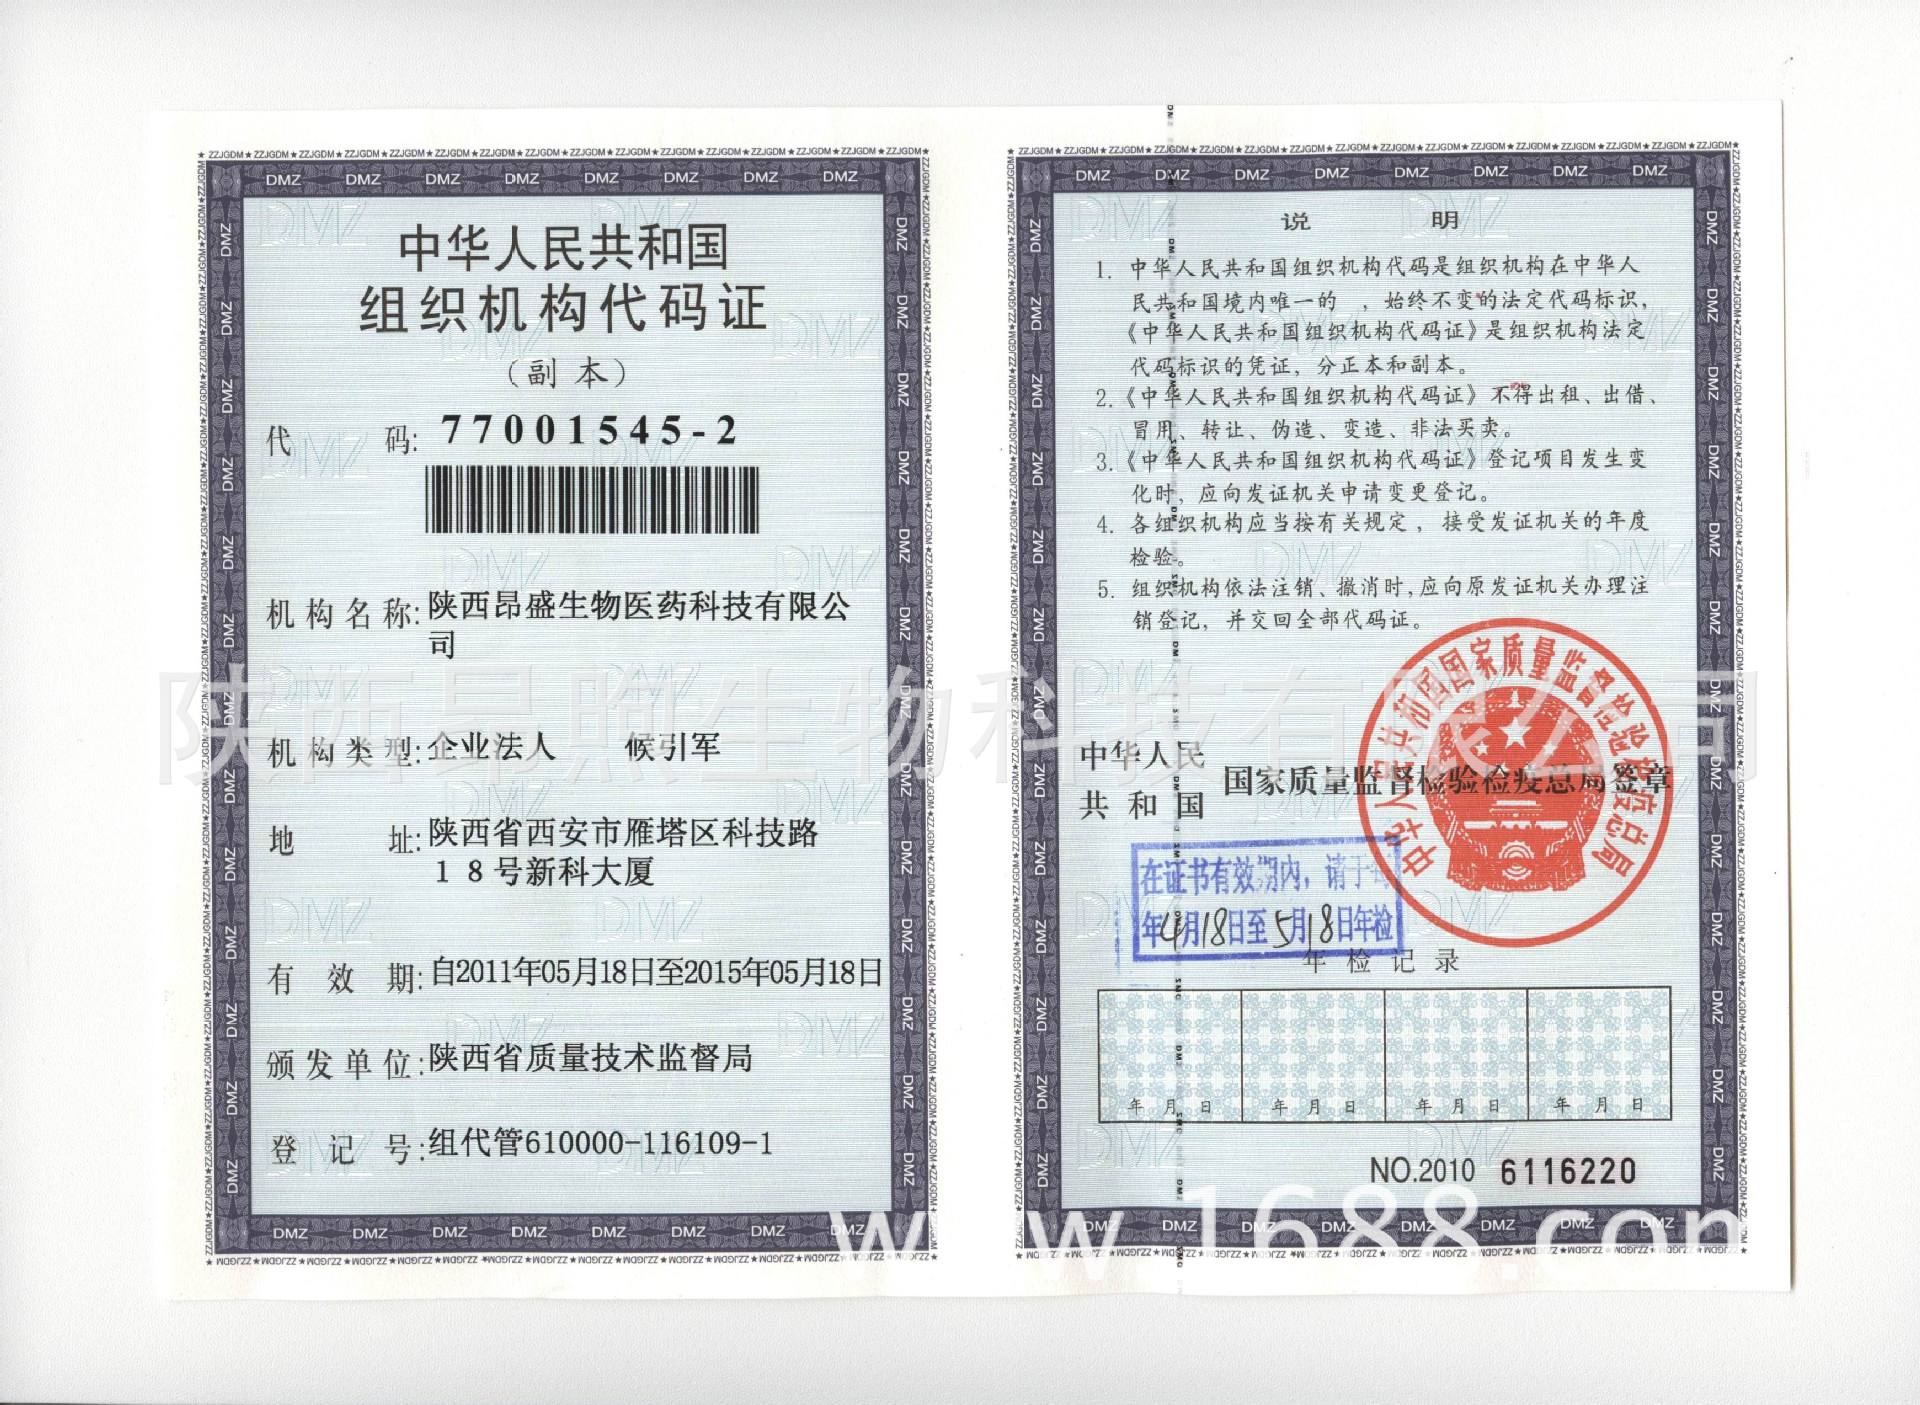 中华人民共和国
组织机构代码证
（副 本）
代 码: 77001545-2
机构名称: 陕西昂盛生物医药科技有限公
司
机构类型: 企业法人 候引军
地 址: 陕西省西安市雁塔区科技路
18号新科大厦
有 效 期: 自2011年05月18日至2015年05月18日
颁发单位: 陕西省质量技术监督局
登 记 号: 组代管610000-116109-1
说 明
1. 中华人民共和国组织机构代码是组织机构在中华人
民共和国境内唯一的 ，始终不变的法定代码标识，
《中华人民共和国组织机构代码证》是组织机构法定
代码标识的凭证，分正本和副本。
2.《中华人民共和国组织机构代码证》不得出租、出借、
冒用、转让、伪造、变造、非法买卖。
3.《中华人民共和国组织机构代码证》登记项目发生变
化时，应向发证机关申请变更登记。
4. 各组织机构应当按有关规定，接受发证机关的年度
检验。
5. 组织机构依法注销、撤消时,应向原发证机关办理注
销登记，并交回全部代码证。
中华人民
共和国 国家质量监督检验检疫总局签章
中华人民共和国国家质量监督检验检疫总局
在证书有效期内，请于每
年4月18日至5月18日年检
年检记录
年 月 日 年 月 日 年 月 日 年 月 日
NO.2010 6116220
陕西昂煦生物科技有限公司
www.1688.com